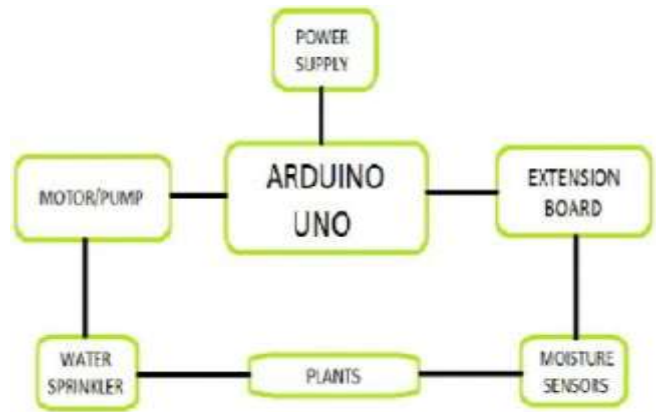 POWER
SUPPLY
MOTOR/PUMP
ARDUINO
UNO
EXTENSION
BOARD
WATER
SPRINKLER
PLANTS
MOISTURE
SENSORS